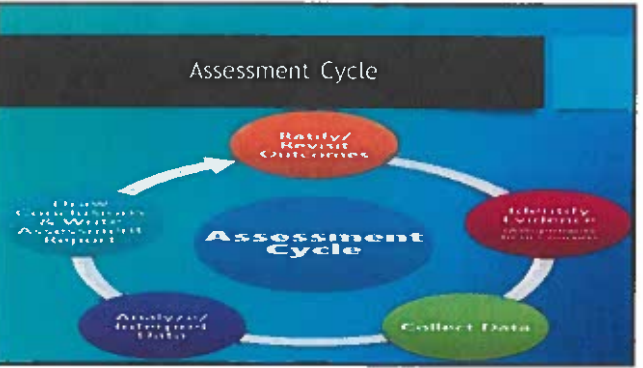 Assessment Cycle
Ratify/
Revisit
Outcomes
Identify
Evidence
Collect Data
Analyze/
Interpret
Data
Draw
Conclusions
& Write
Assessment
Report
Assessment
Cycle